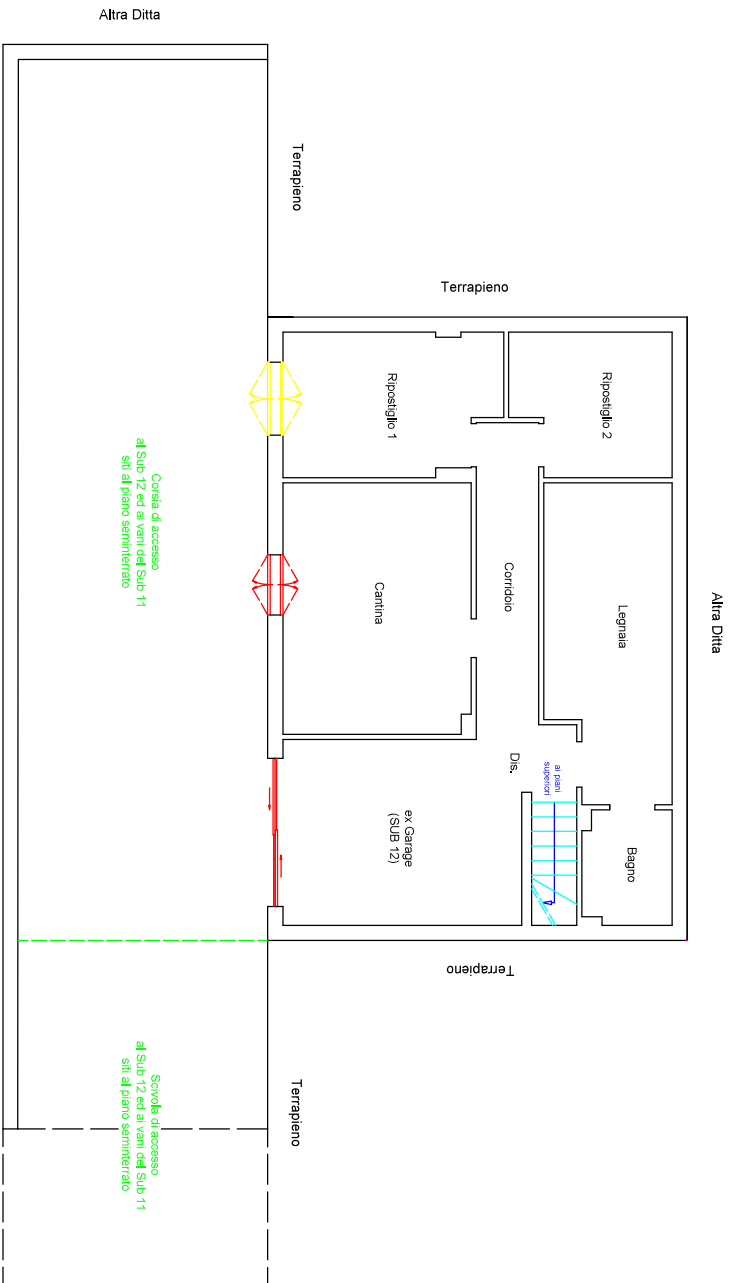 Altra Ditta
Terrapieno
Terrapieno
Ripostiglio 1
Ripostiglio 2
Corsia di accesso
al Sub 12 ed ai vani del Sub 11
siti al piano seminterrato
Cantina
Corridoio
Legnaia
Altra Ditta
Dis.
ai piani
superiori
ex Garage
(SUB 12)
Bagno
Terrapieno
Terrapieno
Scivola di accesso
al Sub 12 ed ai vani del Sub 11
siti al piano seminterrato